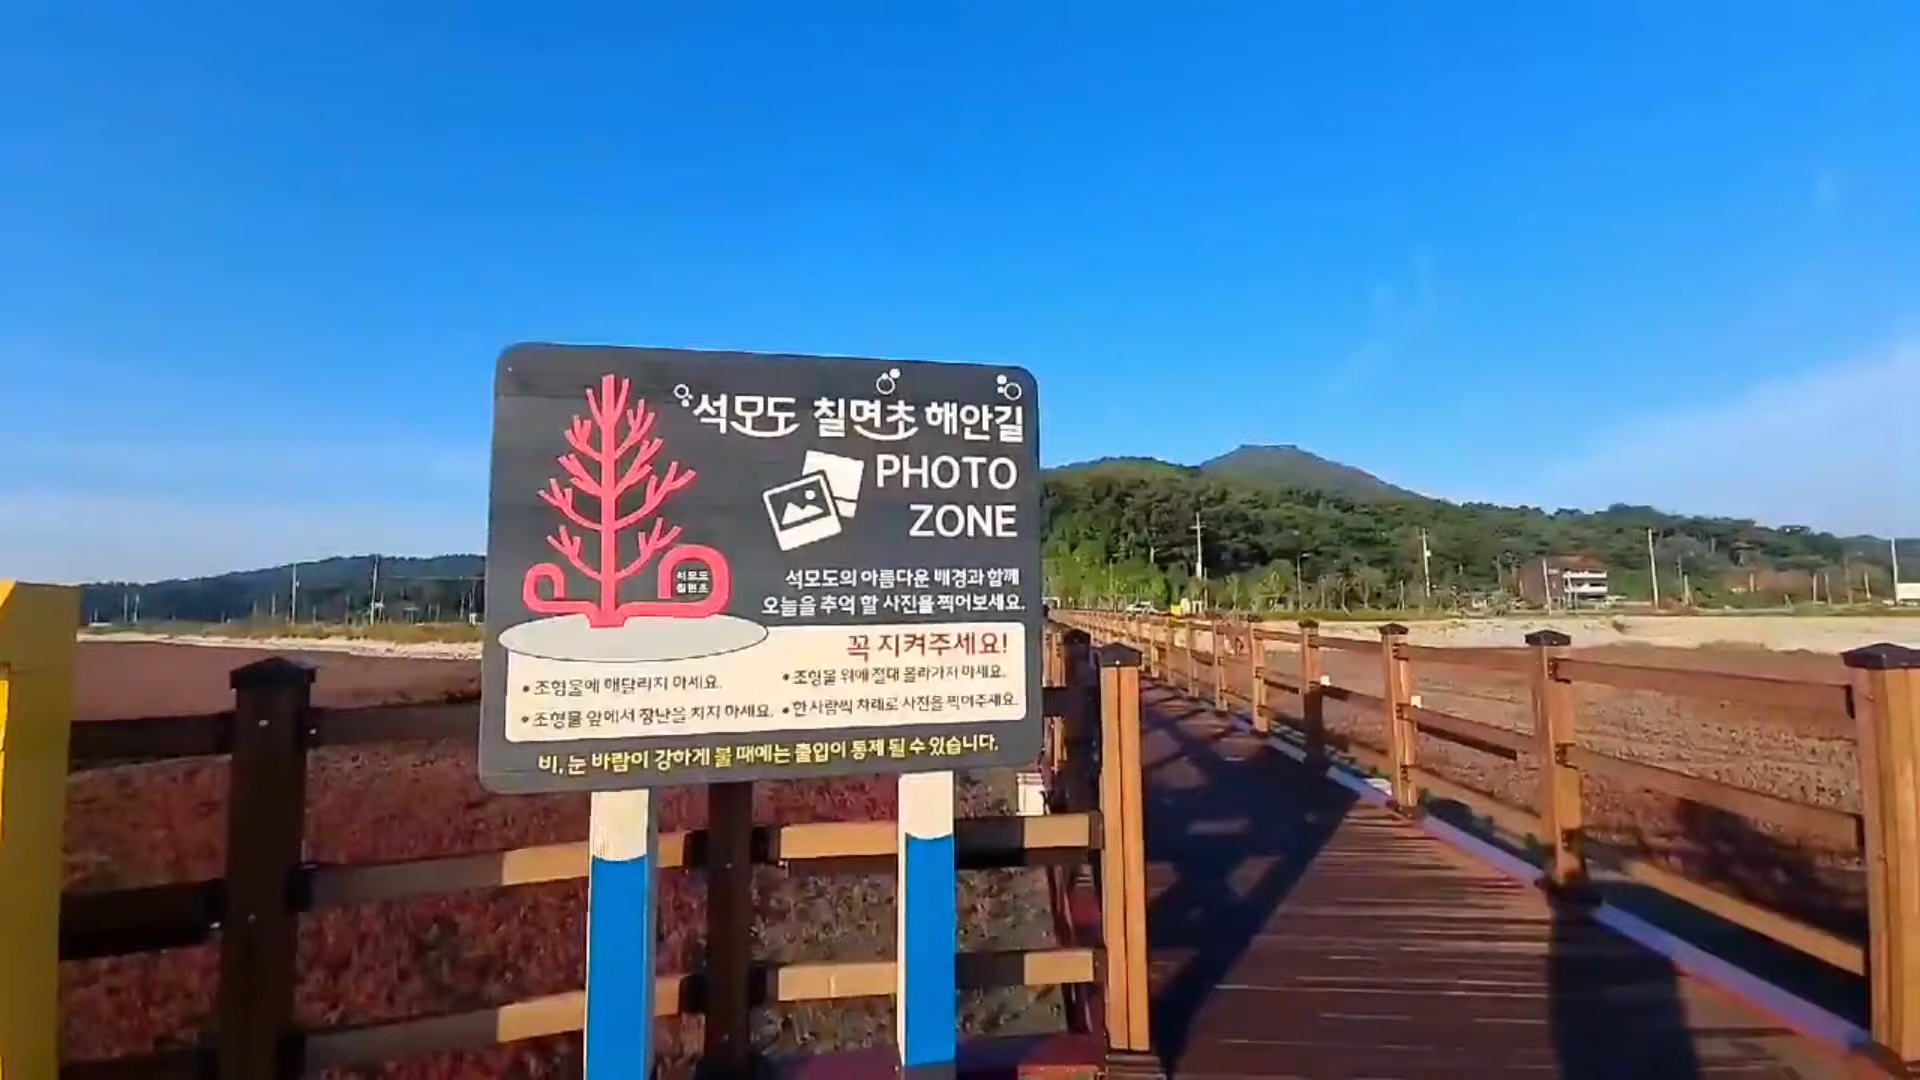 석모도 칠면초 해안길
PHOTO
ZONE
석모도
칠면초
석모도의 아름다운 배경과 함께
오늘을 추억 할 사진을 찍어보세요.
꼭 지켜주세요!
• 조형물에 매달리지 마세요.
• 조형물 위에 절대 올라가지 마세요.
• 조형물 앞에서 장난을 치지 마세요.
• 한 사람씩 차례로 사진을 찍어주세요.
비, 눈 바람이 강하게 불 때에는 출입이 통제 될 수 있습니다.